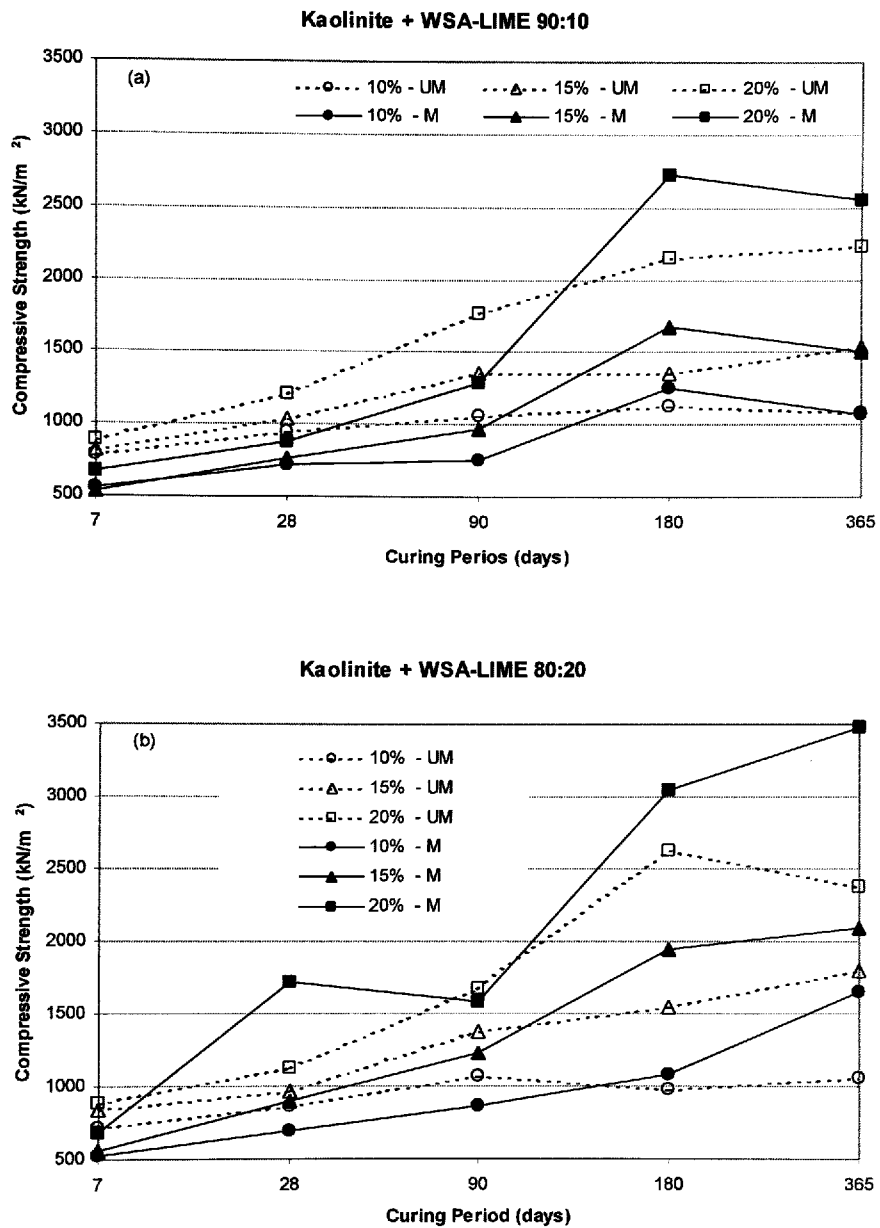 Kaolinite + WSA-LIME 90:10
(a)
10% - UM 15% - UM 20% - UM
10% - M 15% - M 20% - M
3500
3000
2500
2000
1500
1000
500
Compressive Strength (kN/m ²)
7 28 90 180 365
Curing Perios (days)
Kaolinite + WSA-LIME 80:20
(b)
10% - UM
15% - UM
20% - UM
10% - M
15% - M
20% - M
3500
3000
2500
2000
1500
1000
500
Compressive Strength (kN/m ²)
7 28 90 180 365
Curing Period (days)